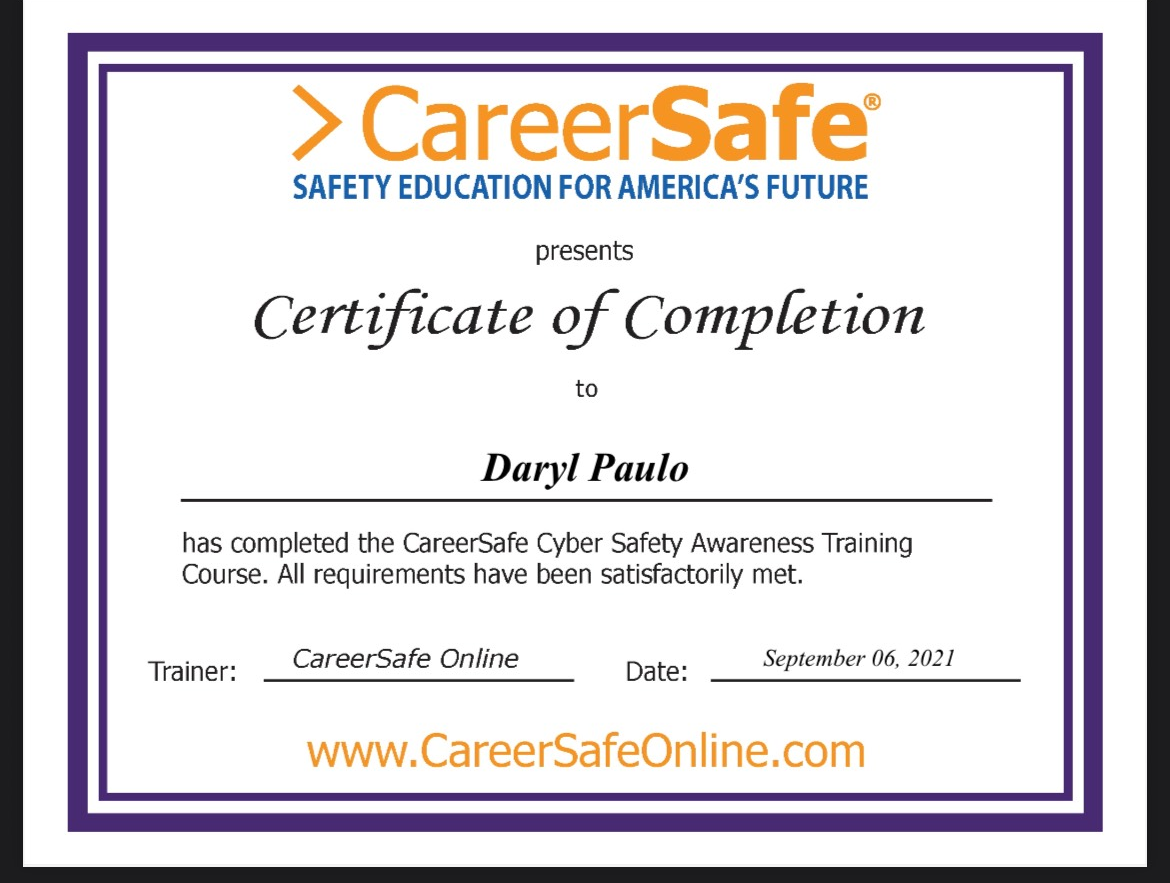 >CareerSafe®
SAFETY EDUCATION FOR AMERICA'S FUTURE
presents
Certificate of Completion
to
Daryl Paulo
has completed the CareerSafe Cyber Safety Awareness Training
Course. All requirements have been satisfactorily met.
Trainer: CareerSafe Online Date: September 06, 2021
www.CareerSafeOnline.com